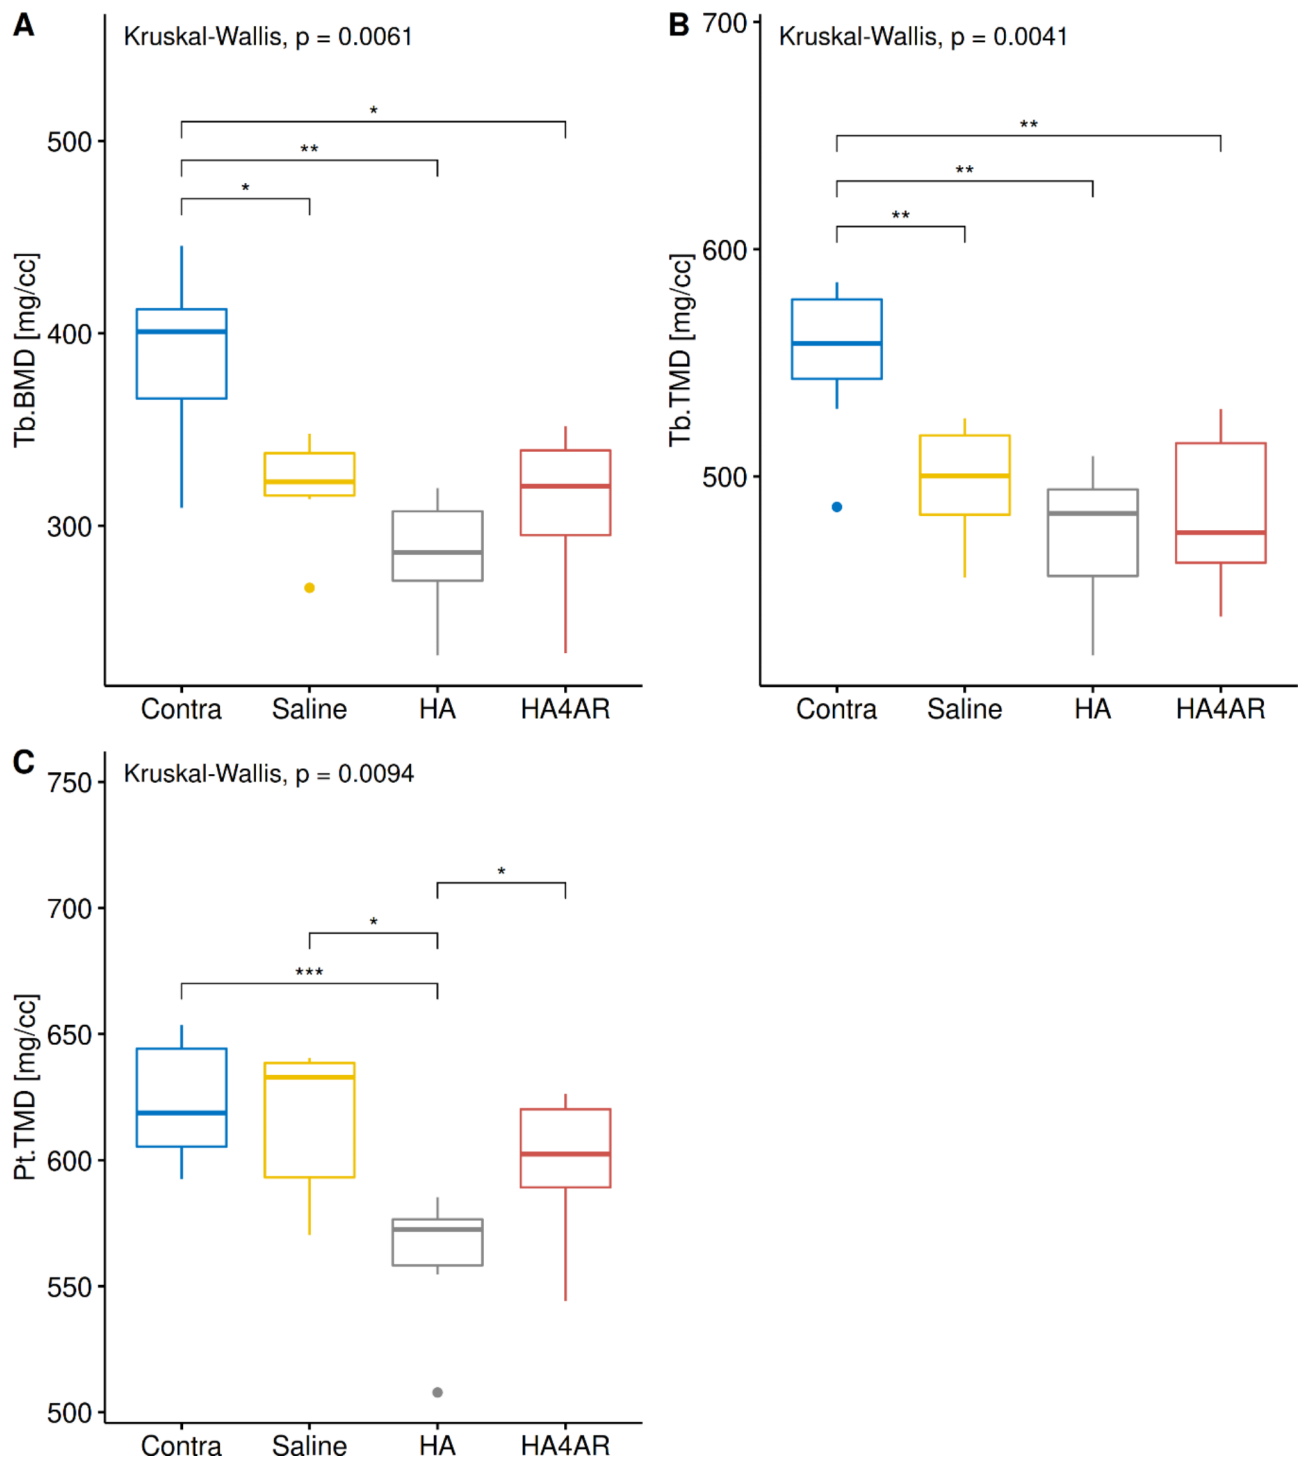 A
Kruskal-Wallis, p = 0.0061
*
**
*
500
400
300
Tb.BMD [mg/cc]
Contra Saline HA HA4AR
B
Kruskal-Wallis, p = 0.0041
**
**
**
700
600
500
Tb.TMD [mg/cc]
Contra Saline HA HA4AR
C
Kruskal-Wallis, p = 0.0094
*
*
***
750
700
650
600
550
500
Pt.TMD [mg/cc]
Contra Saline HA HA4AR